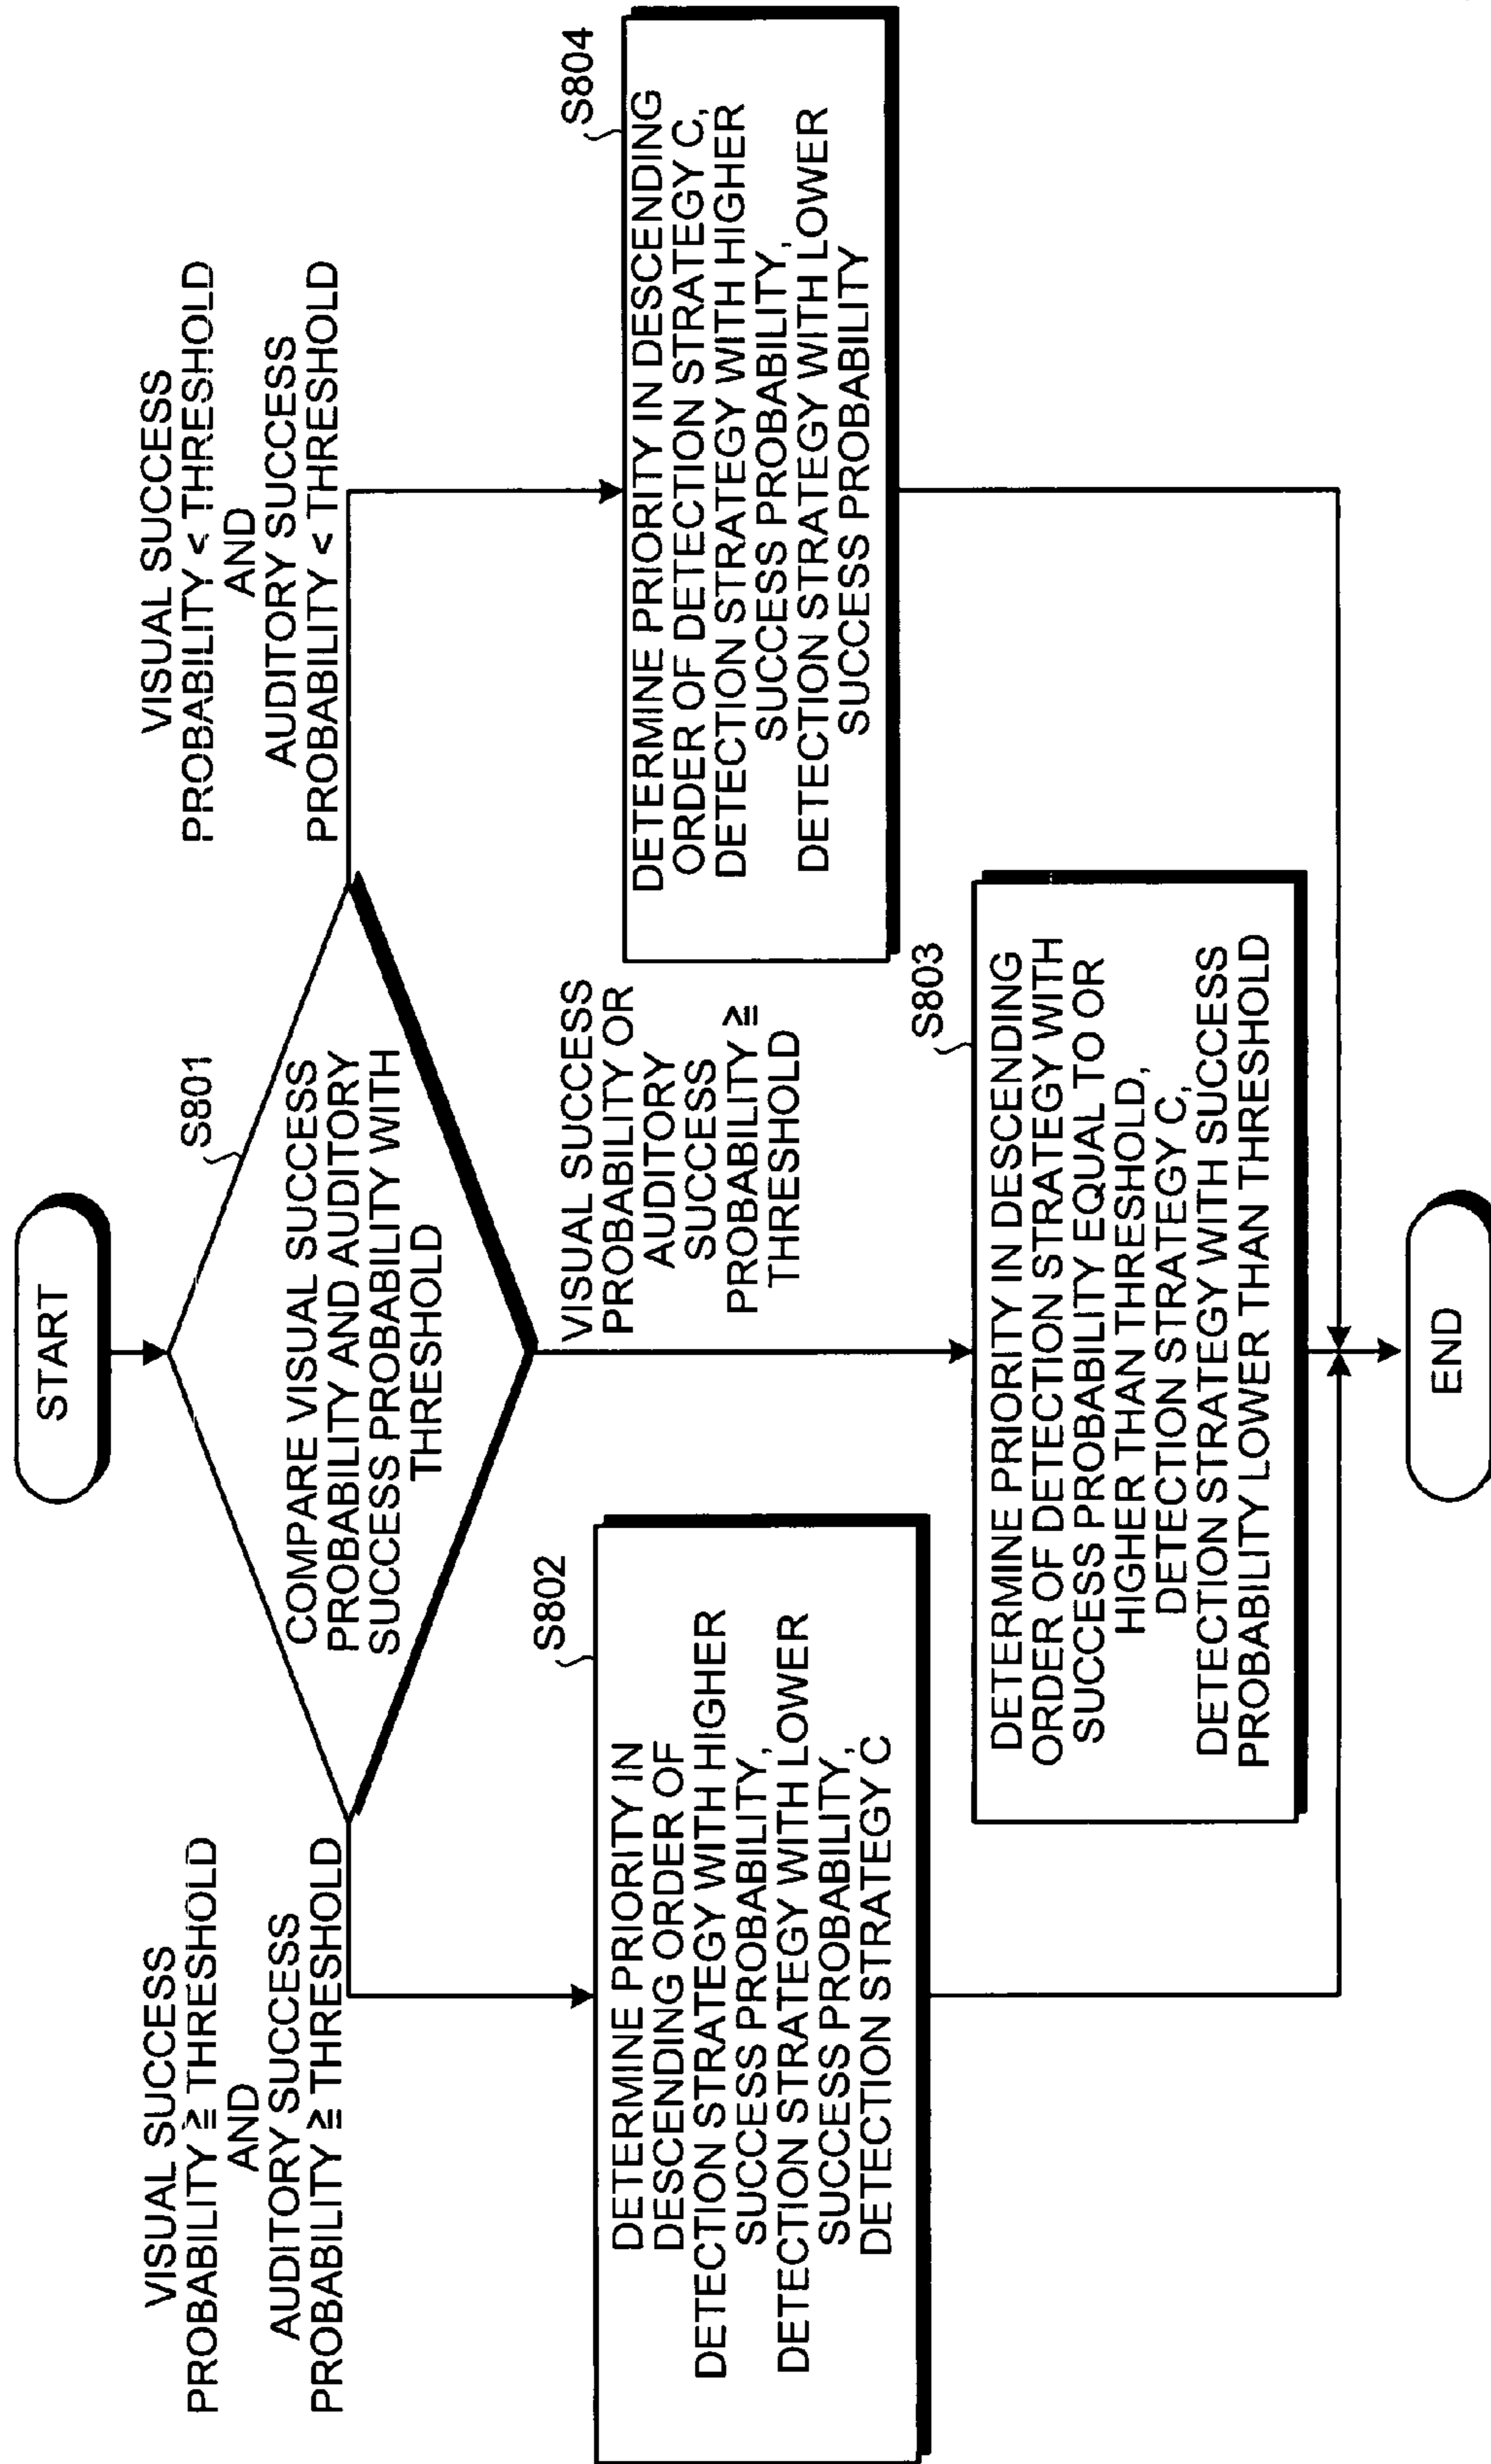 START
S801
COMPARE VISUAL SUCCESS
PROBABILITY AND AUDITORY
SUCCESS PROBABILITY WITH
THRESHOLD
VISUAL SUCCESS
PROBABILITY ≧ THRESHOLD
AND
AUDITORY SUCCESS
PROBABILITY ≧ THRESHOLD
VISUAL SUCCESS
PROBABILITY OR
AUDITORY
SUCCESS
PROBABILITY ≧
THRESHOLD
VISUAL SUCCESS
PROBABILITY < THRESHOLD
AND
AUDITORY SUCCESS
PROBABILITY < THRESHOLD
S802
DETERMINE PRIORITY IN
DESCENDING ORDER OF
DETECTION STRATEGY WITH HIGHER
SUCCESS PROBABILITY,
DETECTION STRATEGY WITH LOWER
SUCCESS PROBABILITY,
DETECTION STRATEGY C
S803
DETERMINE PRIORITY IN DESCENDING
ORDER OF DETECTION STRATEGY WITH
SUCCESS PROBABILITY EQUAL TO OR
HIGHER THAN THRESHOLD,
DETECTION STRATEGY C,
DETECTION STRATEGY WITH SUCCESS
PROBABILITY LOWER THAN THRESHOLD
S804
DETERMINE PRIORITY IN DESCENDING
ORDER OF DETECTION STRATEGY C,
DETECTION STRATEGY WITH HIGHER
SUCCESS PROBABILITY,
DETECTION STRATEGY WITH LOWER
SUCCESS PROBABILITY
END